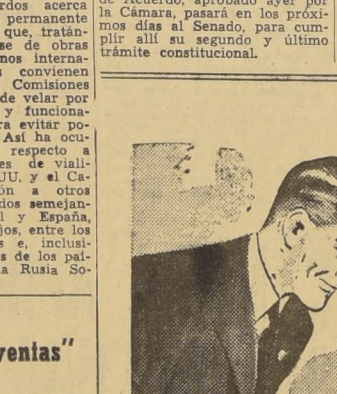 rdos acerca
permanente
que, tratán-
se de obras
nos interna-
convienen
Comisiones
de velar por
y funciona-
ra evitar po-
Así ha ocu-
respecto a
es de viali-
UU. y el Ca-
ón a otros
dos semejan-
l y España,
jos, entre los
s e, inclusi-
s de los paí-
a Rusia So-
venias"
de Acuerdo, aprobado ayer por
la Cámara, pasará en los próxi-
mos días al Senado, para cum-
plir allí su segundo y último
trámite constitucional.